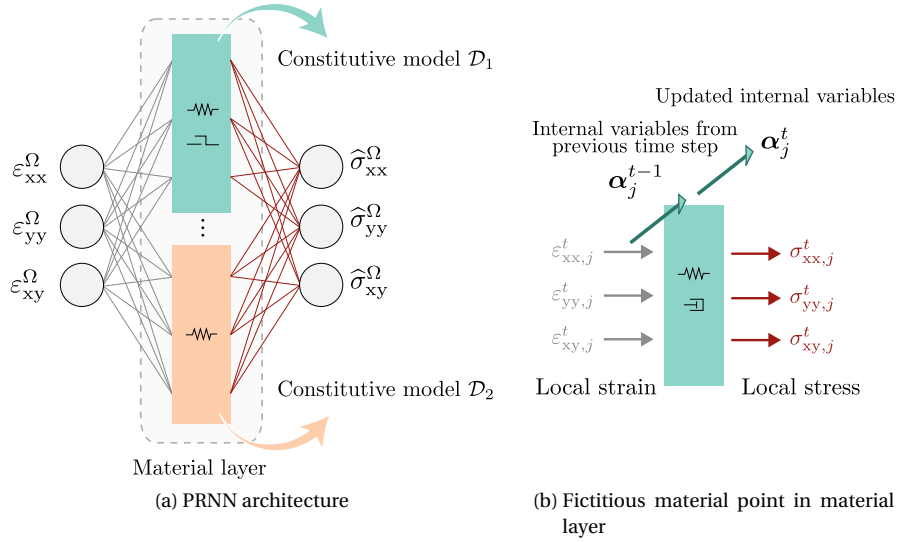 Constitutive model 𝒟₁
ε^Ω_xx
ε^Ω_yy
ε^Ω_xy
σ̂^Ω_xx
σ̂^Ω_yy
σ̂^Ω_xy
Constitutive model 𝒟₂
Material layer
(a) PRNN architecture
Updated internal variables
α^t_j
Internal variables from
previous time step
α^{t−1}_j
ε^t_{xx,j}
ε^t_{yy,j}
ε^t_{xy,j}
σ^t_{xx,j}
σ^t_{yy,j}
σ^t_{xy,j}
Local strain
Local stress
(b) Fictitious material point in material
layer